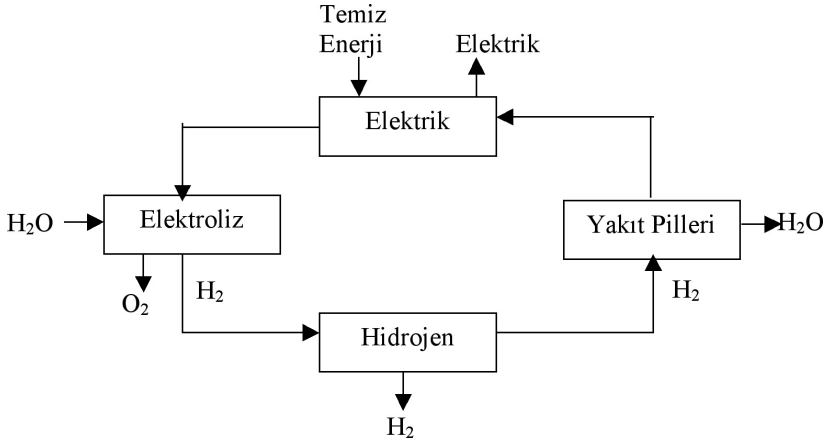 Temiz
Enerji
Elektrik
Elektrik
H₂O
Elektroliz
Yakıt Pilleri
H₂O
O₂
H₂
H₂
Hidrojen
H₂